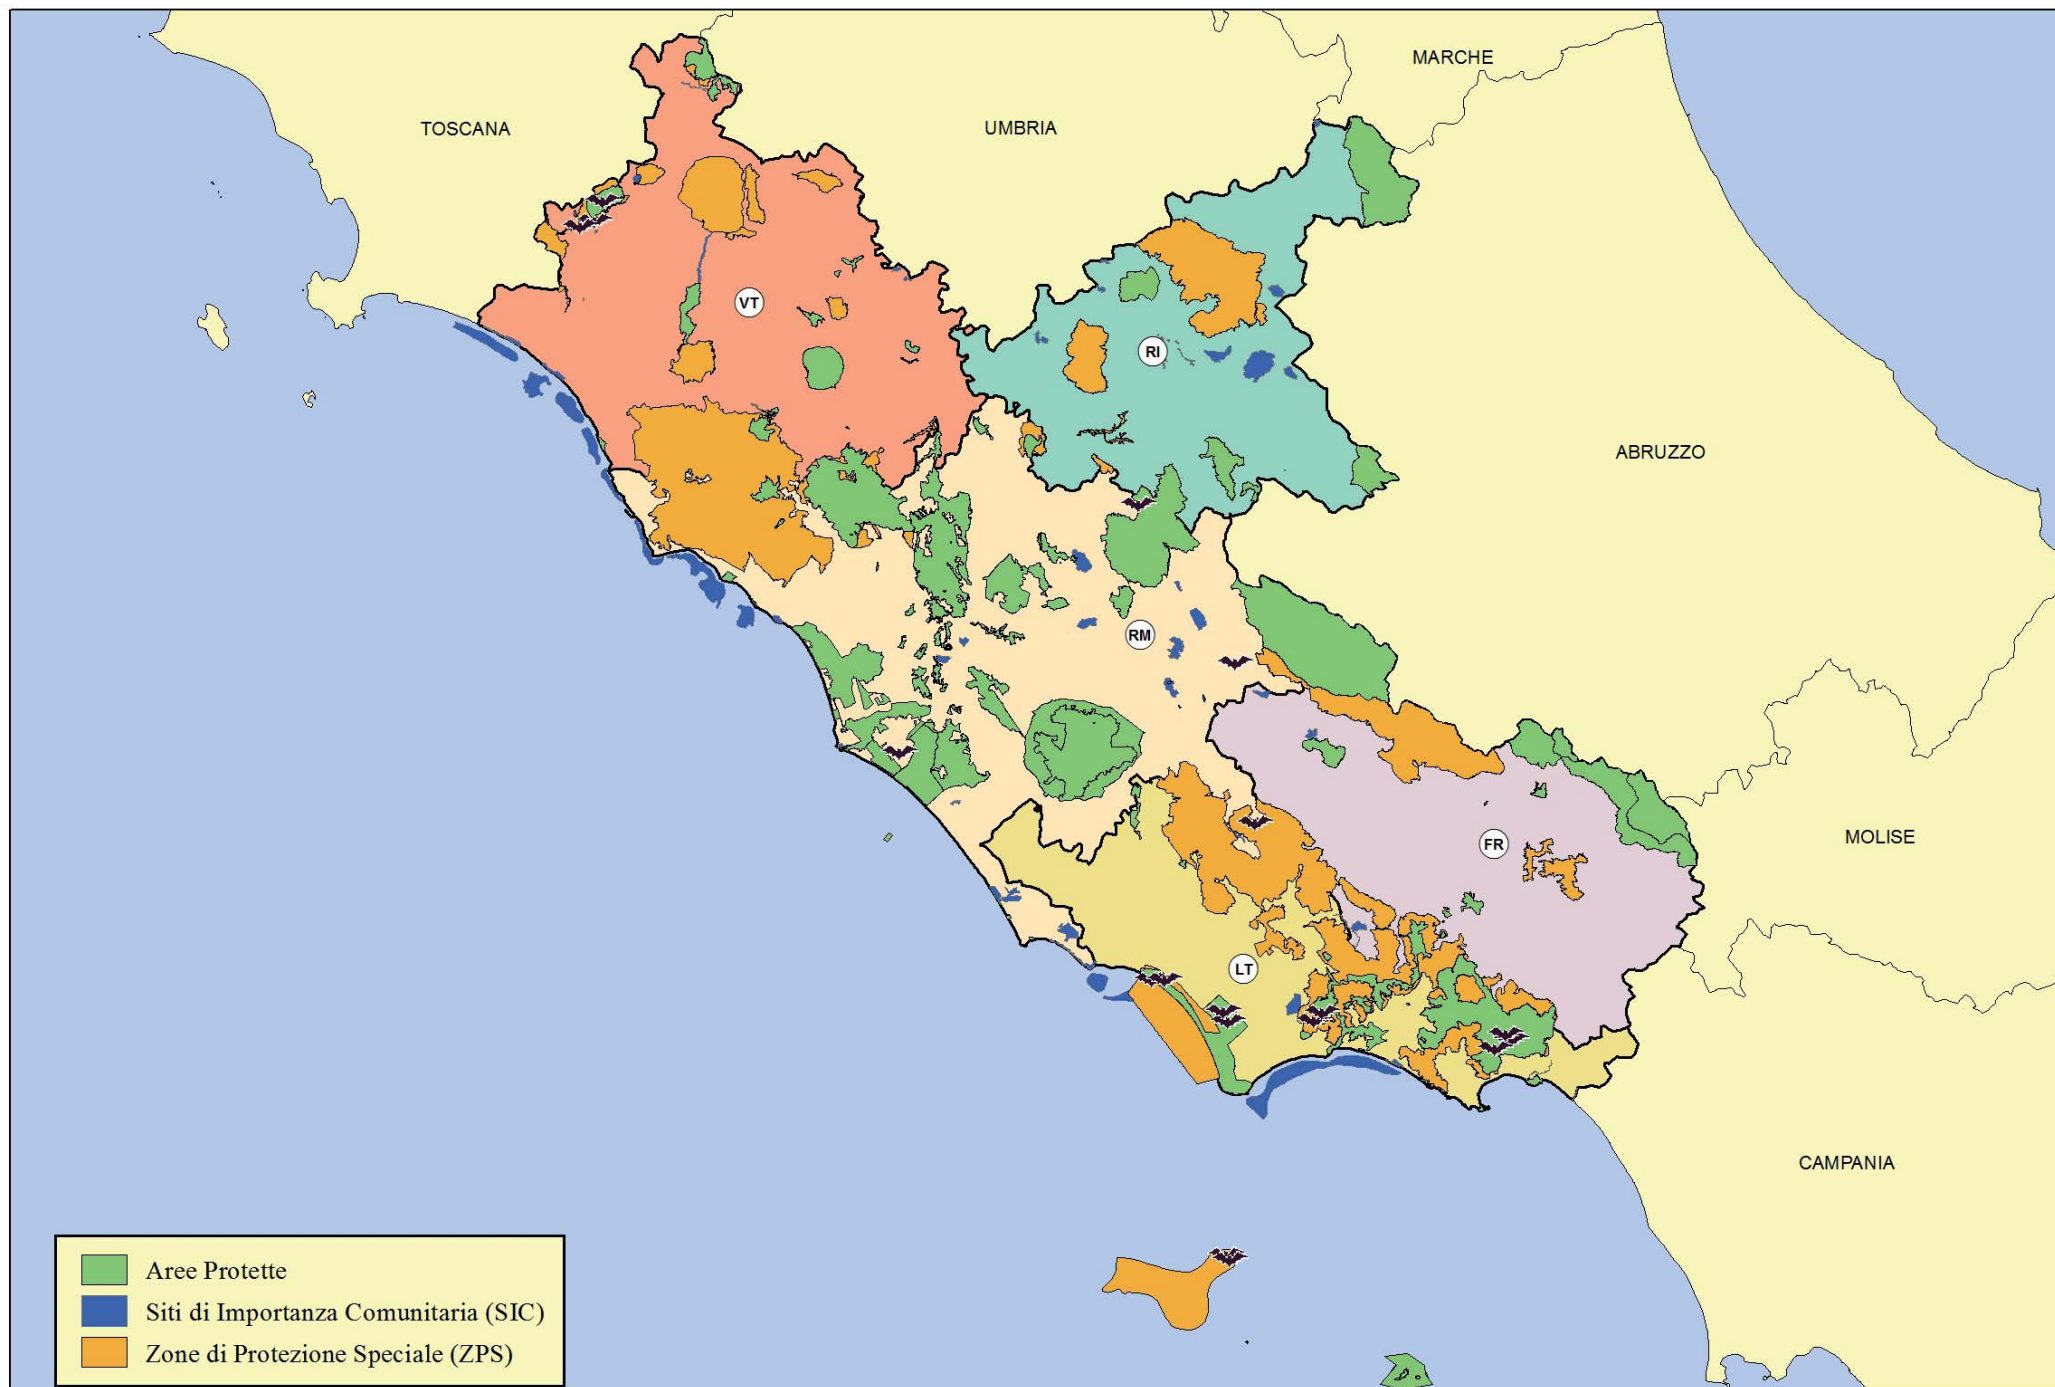 MARCHE
TOSCANA
UMBRIA
VT
RI
ABRUZZO
RM
MOLISE
FR
LT
CAMPANIA
Aree Protette
Siti di Importanza Comunitaria (SIC)
Zone di Protezione Speciale (ZPS)